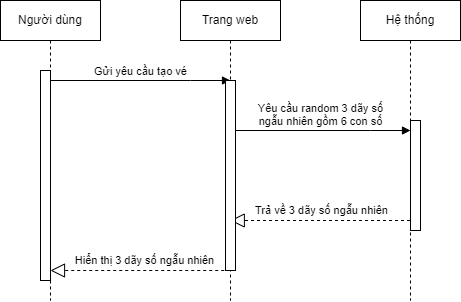 Người dùng
Trang web
Hệ thống
Gửi yêu cầu tạo vé
Yêu cầu random 3 dãy số
ngẫu nhiên gồm 6 con số
Trả về 3 dãy số ngẫu nhiên
Hiển thị 3 dãy số ngẫu nhiên